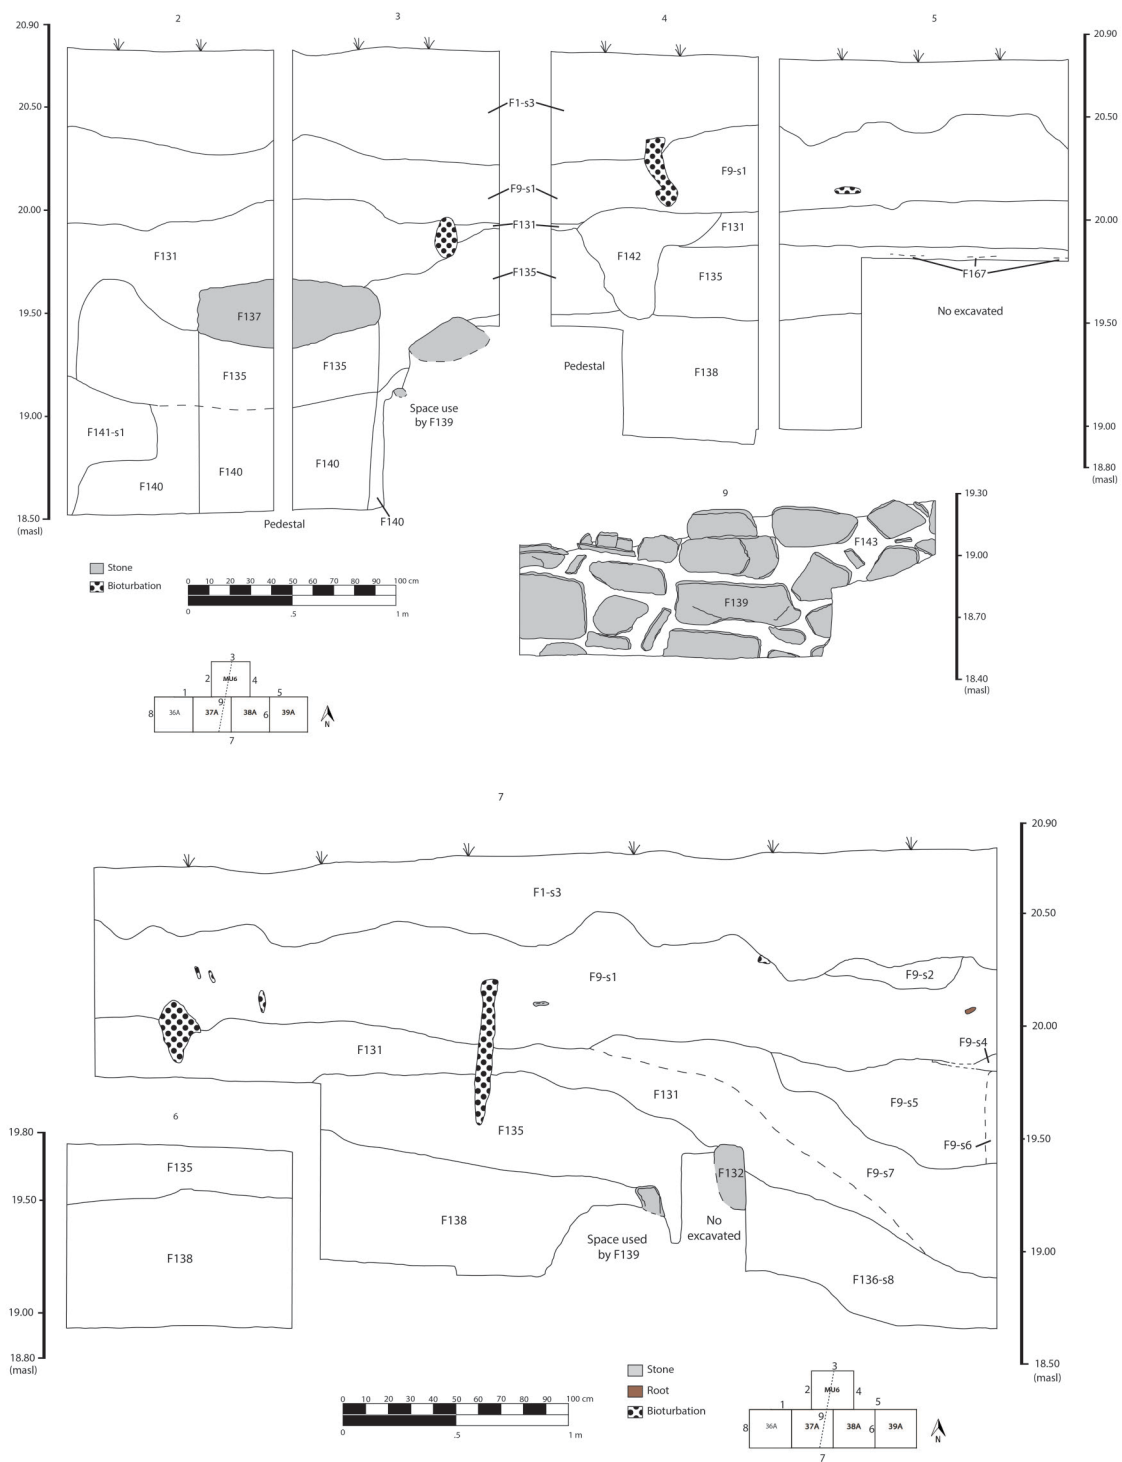 2
3
4
5
20.90
20.50
20.00
19.50
19.00
18.50
(masl)
20.90
20.50
20.00
19.50
19.00
18.80
(masl)
F1-s3
F9-s1
F131
F135
F131
F137
F135
F135
F141-s1
F140
F140
F140
F140
Pedestal
Space use
by F139
F9-s1
F131
F142
F135
Pedestal
F138
F167
No excavated
9
F143
F139
19.30
19.00
18.70
18.40
(masl)
Stone
Bioturbation
0 10 20 30 40 50 60 70 80 90 100 cm
0 .5 1 m
3
2 MU6 4
1 5
9
8 36A 37A 38A 6 39A
7
N
7
20.90
20.50
20.00
19.50
19.00
18.50
(masl)
F1-s3
F9-s1
F9-s2
F9-s4
F131
F131
F9-s5
F135
F9-s6
F132
F9-s7
F138
No
excavated
Space used
by F139
F136-s8
6
19.80
19.50
19.00
18.80
(masl)
F135
F138
Stone
Root
Bioturbation
0 10 20 30 40 50 60 70 80 90 100 cm
0 .5 1 m
3
2 MU6 4
1 5
9
8 36A 37A 38A 6 39A
7
N